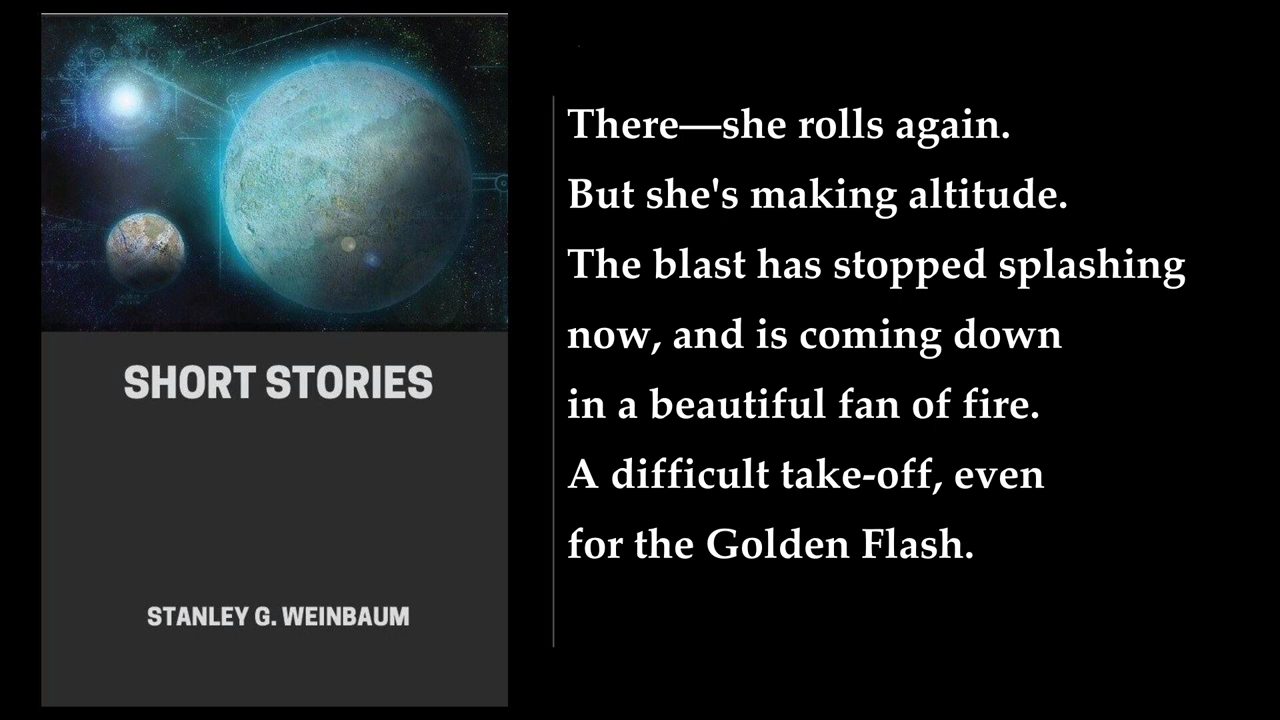 SHORT STORIES
STANLEY G. WEINBAUM
There—she rolls again.
But she's making altitude.
The blast has stopped splashing
now, and is coming down
in a beautiful fan of fire.
A difficult take-off, even
for the Golden Flash.